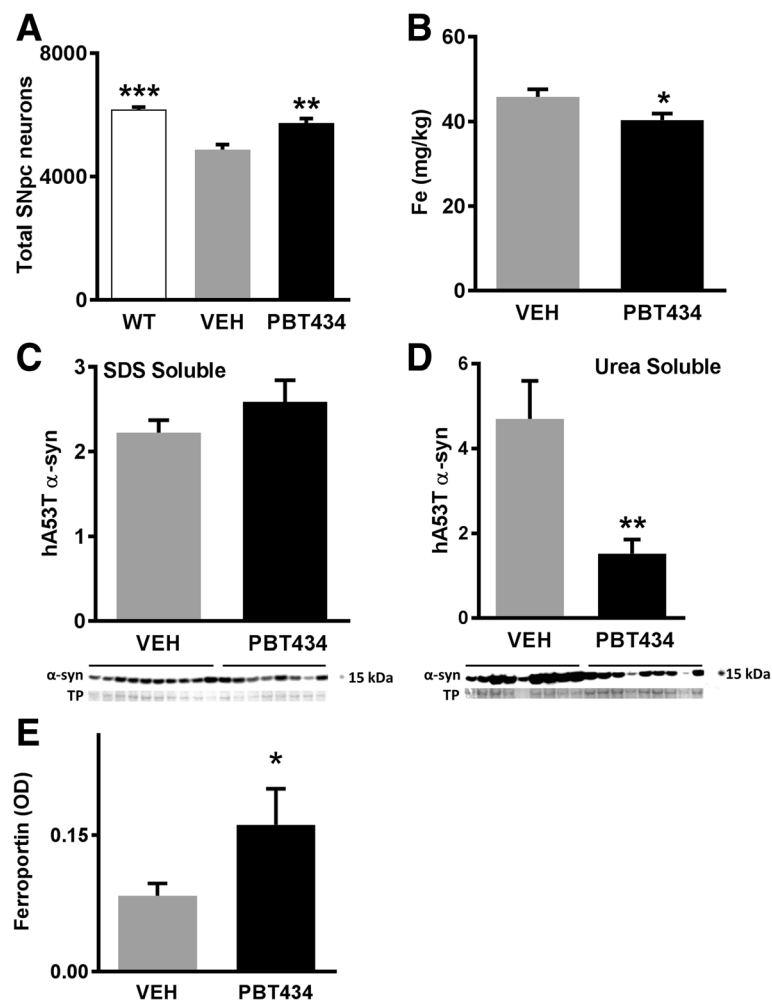 A
Total SNpc neurons
8000
4000
0
***
**
WT
VEH
PBT434
B
Fe (mg/kg)
60
40
20
0
*
VEH
PBT434
C
SDS Soluble
hA53T α-syn
3
2
1
0
VEH
PBT434
α-syn
15 kDa
TP
D
Urea Soluble
hA53T α-syn
6
4
2
0
**
VEH
PBT434
α-syn
15 kDa
TP
E
Ferroportin (OD)
0.15
0.00
*
VEH
PBT434